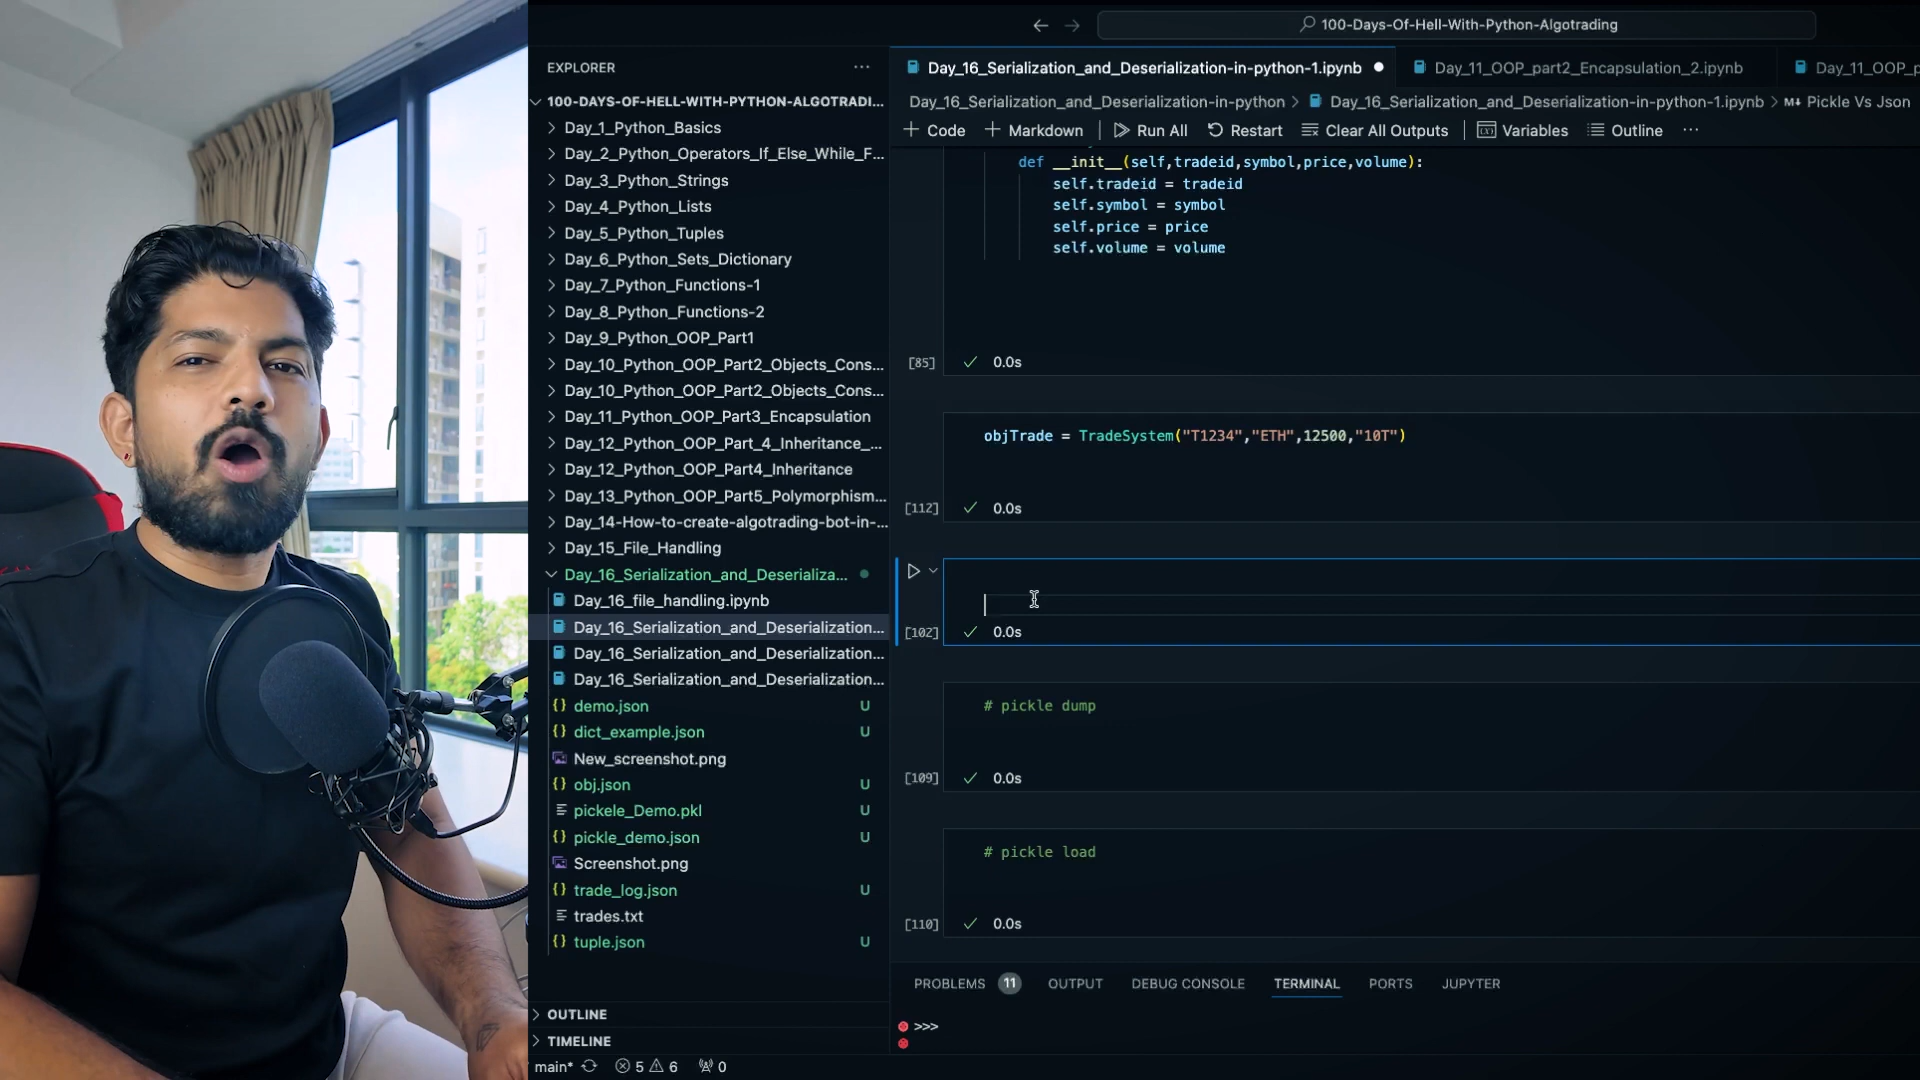 100-Days-Of-Hell-With-Python-Algotrading
EXPLORER
100-DAYS-OF-HELL-WITH-PYTHON-ALGOTRADI...
Day_1_Python_Basics
Day_2_Python_Operators_If_Else_While_F...
Day_3_Python_Strings
Day_4_Python_Lists
Day_5_Python_Tuples
Day_6_Python_Sets_Dictionary
Day_7_Python_Functions-1
Day_8_Python_Functions-2
Day_9_Python_OOP_Part1
Day_10_Python_OOP_Part2_Objects_Cons...
Day_10_Python_OOP_Part2_Objects_Cons...
Day_11_Python_OOP_Part3_Encapsulation
Day_12_Python_OOP_Part_4_Inheritance_...
Day_12_Python_OOP_Part4_Inheritance
Day_13_Python_OOP_Part5_Polymorphism...
Day_14-How-to-create-algotrading-bot-in-...
Day_15_File_Handling
Day_16_Serialization_and_Deserializa...
Day_16_file_handling.ipynb
Day_16_Serialization_and_Deserialization...
Day_16_Serialization_and_Deserialization...
Day_16_Serialization_and_Deserialization...
demo.json U
dict_example.json U
New_screenshot.png
obj.json U
pickele_Demo.pkl U
pickle_demo.json U
Screenshot.png
trade_log.json U
trades.txt
tuple.json U
OUTLINE
TIMELINE
main* 5 6 0
Day_16_Serialization_and_Deserialization-in-python-1.ipynb Day_11_OOP_part2_Encapsulation_2.ipynb Day_11_OOP_p
Day_16_Serialization_and_Deserialization-in-python > Day_16_Serialization_and_Deserialization-in-python-1.ipynb > M↓ Pickle Vs Json
+ Code + Markdown Run All Restart Clear All Outputs Variables Outline ...
def __init__(self,tradeid,symbol,price,volume):
self.tradeid = tradeid
self.symbol = symbol
self.price = price
self.volume = volume
[85] ✓ 0.0s
objTrade = TradeSystem("T1234","ETH",12500,"10T")
[112] ✓ 0.0s
[102] ✓ 0.0s
# pickle dump
[109] ✓ 0.0s
# pickle load
[110] ✓ 0.0s
PROBLEMS 11 OUTPUT DEBUG CONSOLE TERMINAL PORTS JUPYTER
>>>